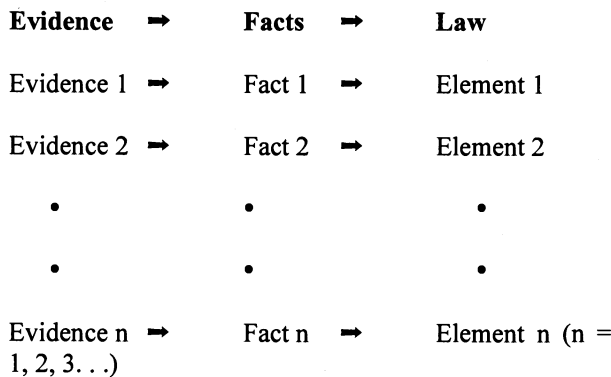 Evidence ➡ Facts ➡ Law
Evidence 1 ➡ Fact 1 ➡ Element 1
Evidence 2 ➡ Fact 2 ➡ Element 2
• • •
• • •
Evidence n ➡ Fact n ➡ Element n (n =
1, 2, 3. . .)